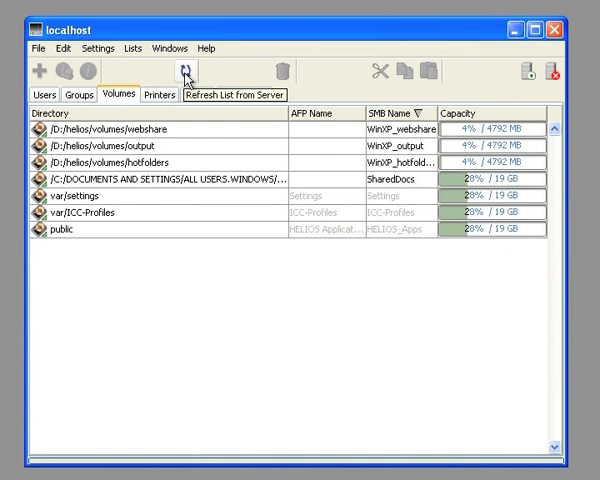 localhost
File Edit Settings Lists Windows Help
Users Groups Volumes Printers
Refresh List from Server
Directory AFP Name SMB Name Capacity
/D:/helios/volumes/webshare WinXP_webshare 4% / 4792 MB
/D:/helios/volumes/output WinXP_output 4% / 4792 MB
/D:/helios/volumes/hotfolders WinXP_hotfold... 4% / 4792 MB
/C:/DOCUMENTS AND SETTINGS/ALL USERS.WINDOWS/... SharedDocs 28% / 19 GB
var/settings Settings Settings 28% / 19 GB
var/ICC-Profiles ICC-Profiles ICC-Profiles 28% / 19 GB
public HELIOS Applicat... HELIOS_Apps 28% / 19 GB